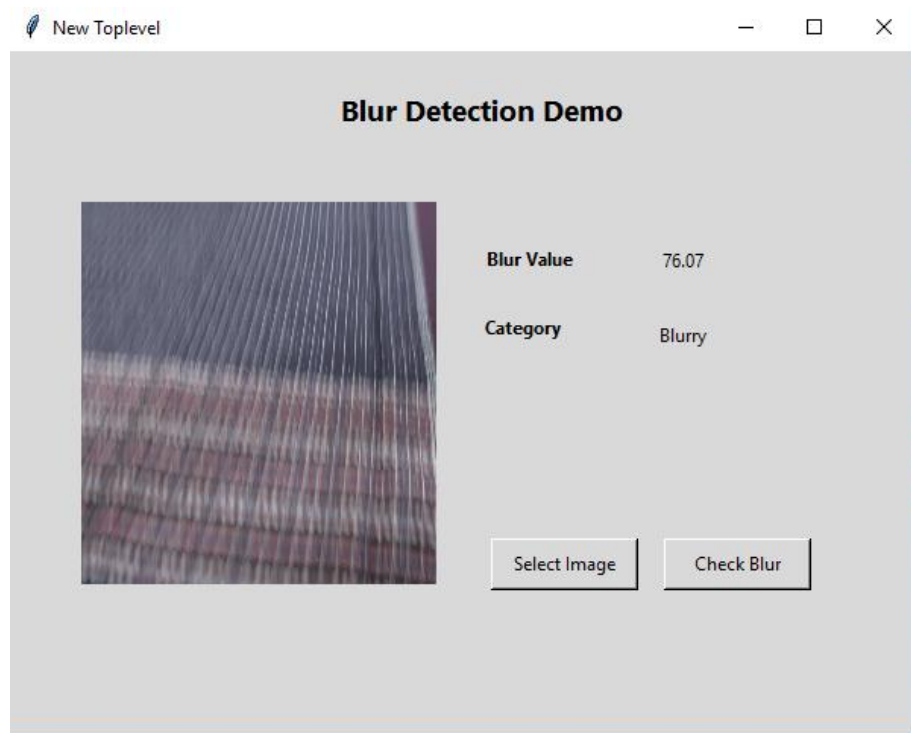 New Toplevel
Blur Detection Demo
Blur Value 76.07
Category Blurry
Select Image Check Blur